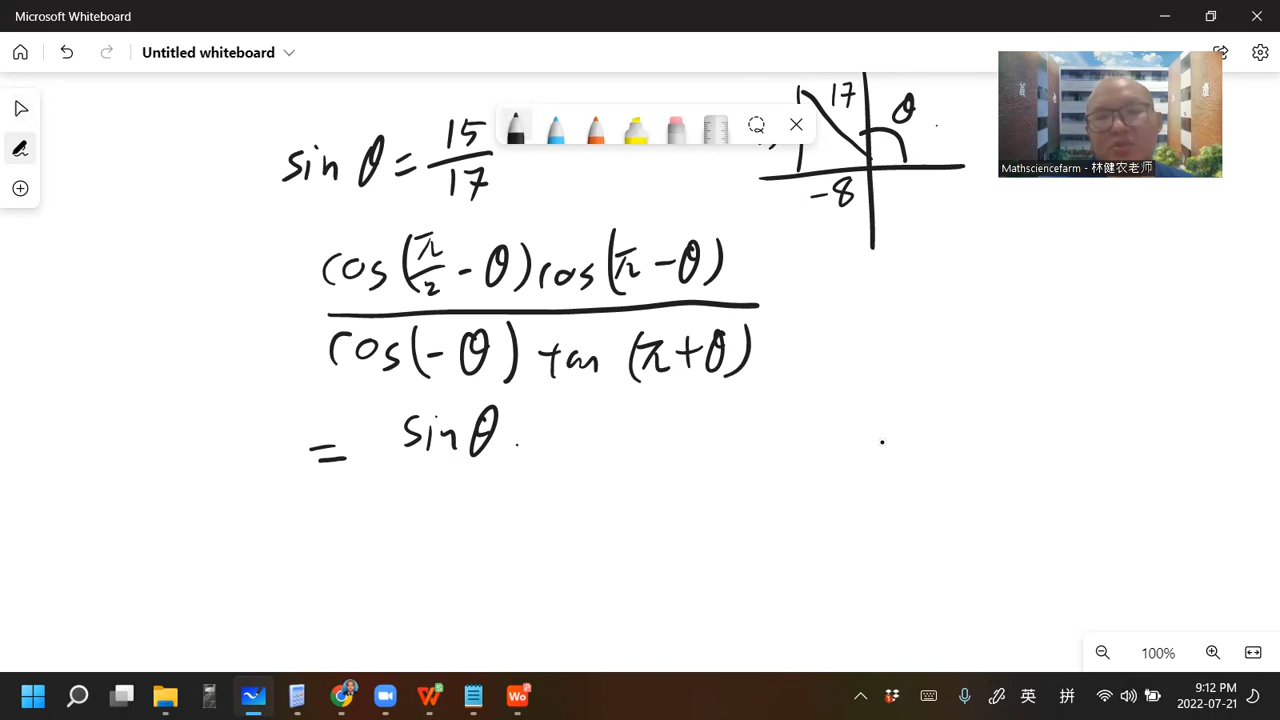 Microsoft Whiteboard
Untitled whiteboard
17
θ
-8
sin θ = 15/17
cos(π/2 - θ) cos(π - θ)
cos(-θ) tan (π+θ)
= sin θ
Mathsciencefarm - 林健农老师
100%
英
拼
9:12 PM
2022-07-21